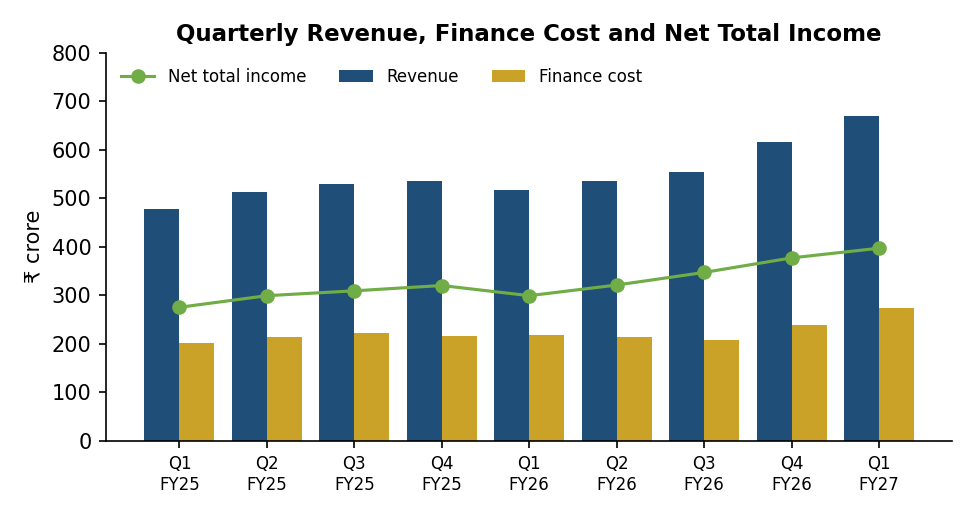 Quarterly Revenue, Finance Cost and Net Total Income
Net total income Revenue Finance cost
₹ crore
800
700
600
500
400
300
200
100
0
Q1 Q2 Q3 Q4 Q1 Q2 Q3 Q4 Q1
FY25 FY25 FY25 FY25 FY26 FY26 FY26 FY26 FY27